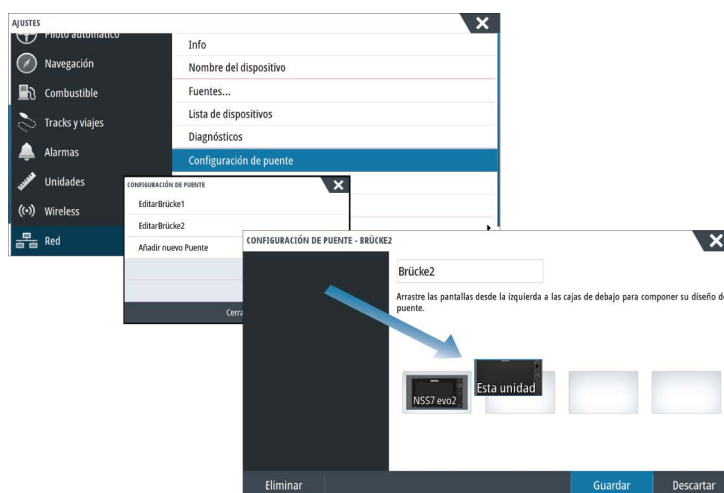 AJUSTES
Piloto automático
Info
Navegación
Nombre del dispositivo
Combustible
Fuentes...
Tracks y viajes
Lista de dispositivos
Alarmas
Diagnósticos
Configuración de puente
Unidades
Wireless
Red
CONFIGURACIÓN DE PUENTE
EditarBrücke1
EditarBrücke2
Añadir nuevo Puente
CONFIGURACIÓN DE PUENTE - BRÜCKE2
Brücke2
Arrastre las pantallas desde la izquierda a las cajas de debajo para componer su diseño de
puente.
NSS7 evo2
Esta unidad
Eliminar
Guardar
Descartar